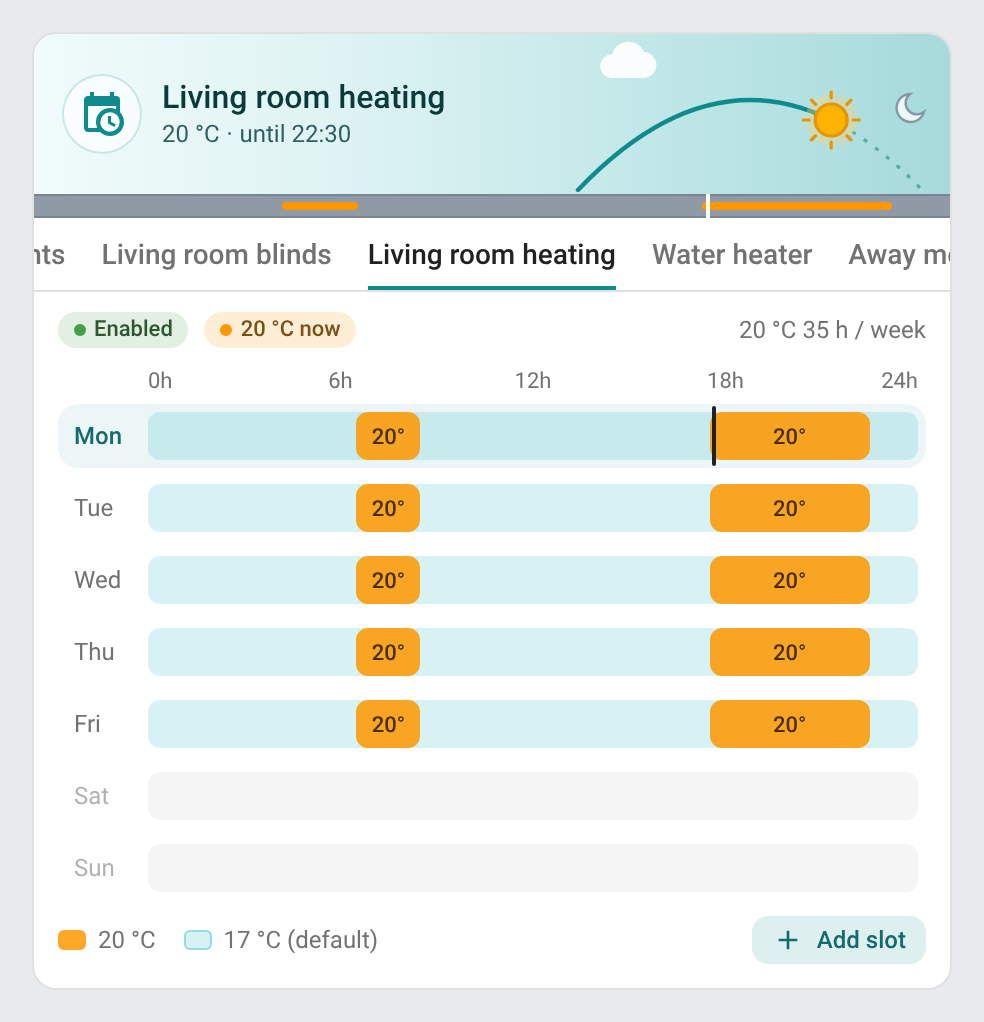 Living room heating
20 °C · until 22:30
nts Living room blinds Living room heating Water heater Away m
Enabled 20 °C now 20 °C 35 h / week
0h 6h 12h 18h 24h
Mon 20° 20°
Tue 20° 20°
Wed 20° 20°
Thu 20° 20°
Fri 20° 20°
Sat
Sun
20 °C 17 °C (default) + Add slot